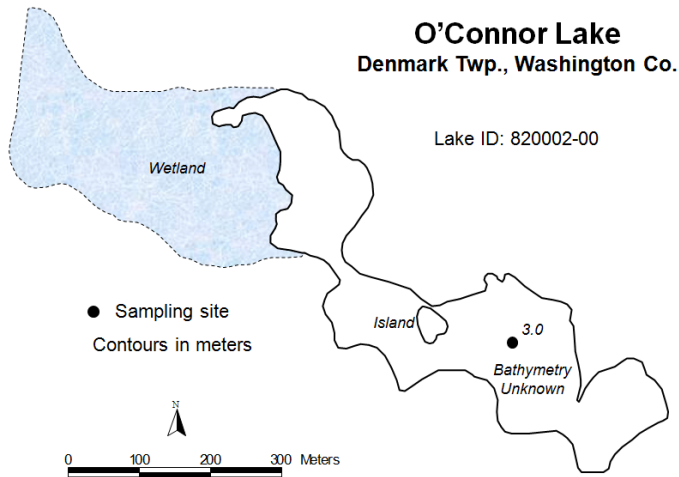 O'Connor Lake
Denmark Twp., Washington Co.
Lake ID: 820002-00
Wetland
Sampling site
Contours in meters
Island
3.0
Bathymetry
Unknown
N
0 100 200 300 Meters